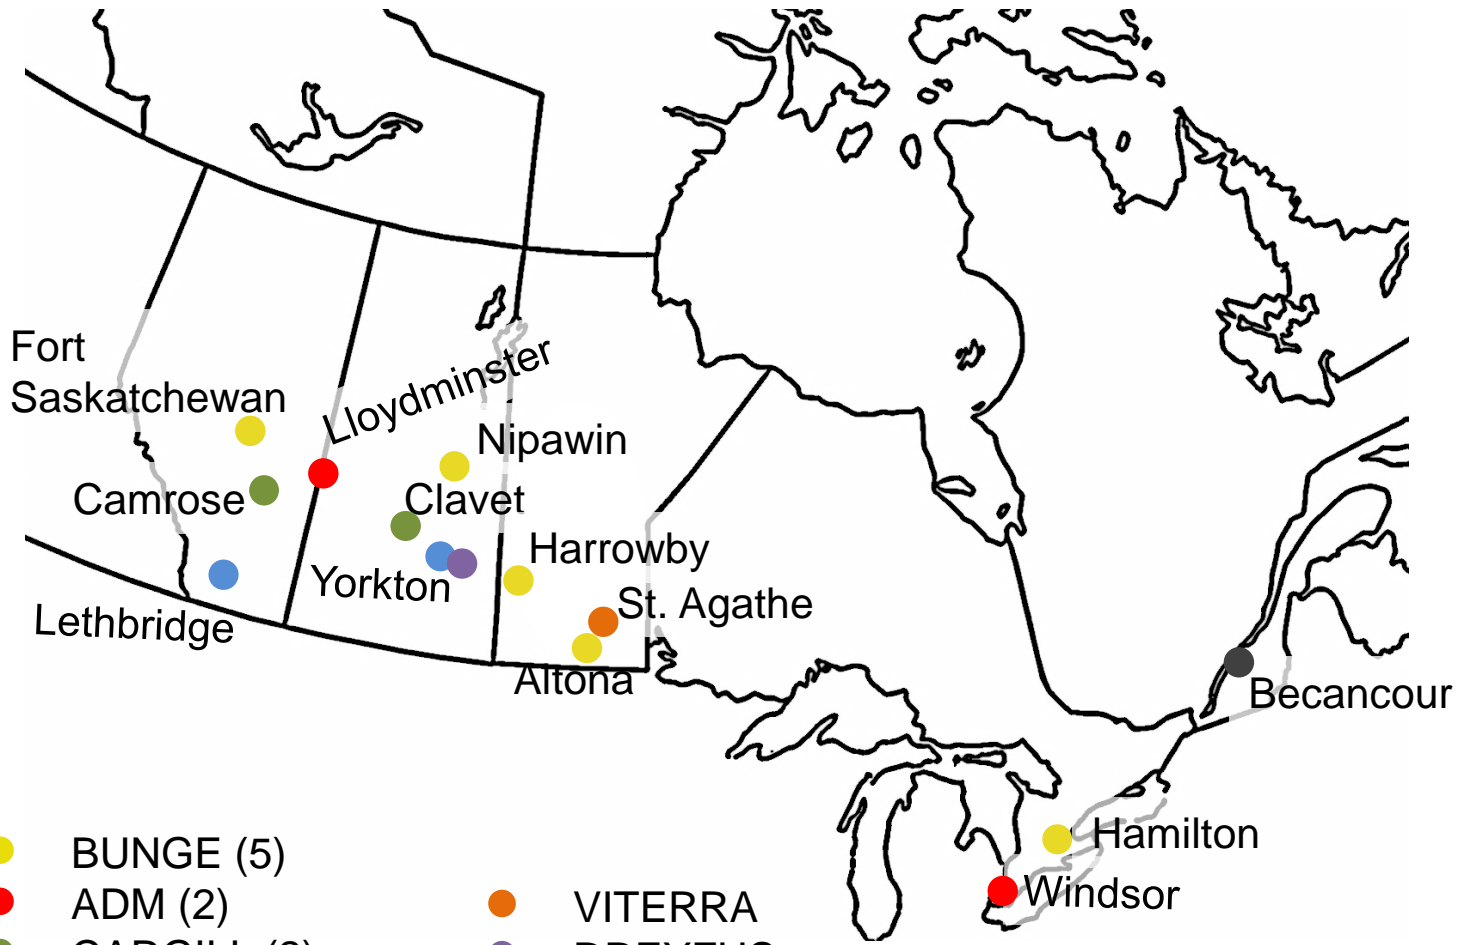 Fort
Saskatchewan
Lloydminster
Nipawin
Camrose
Clavet
Harrowby
Yorkton
St. Agathe
Lethbridge
Altona
Becancour
Hamilton
Windsor
BUNGE (5)
ADM (2)
VITERRA